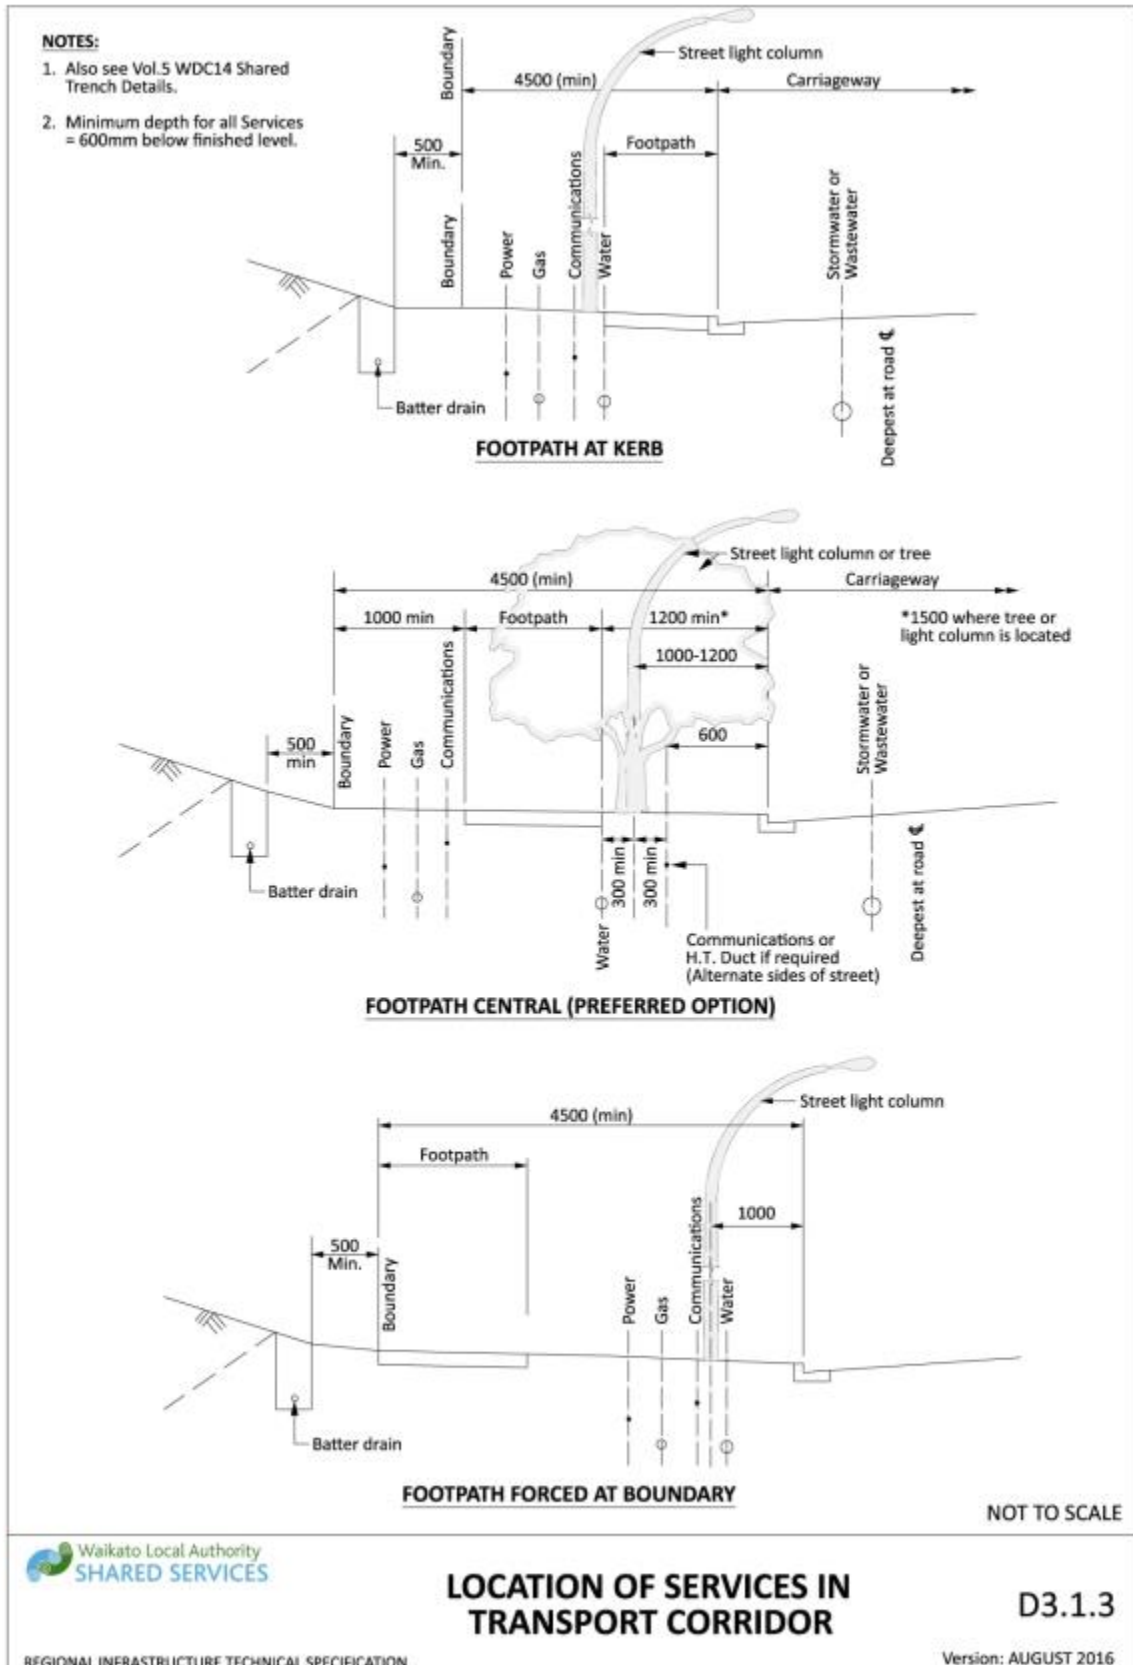 NOTES:
1. Also see Vol.5 WDC14 Shared
Trench Details.
2. Minimum depth for all Services
= 600mm below finished level.
Boundary
4500 (min)
Street light column
Carriageway
500
Min.
Footpath
Boundary
Power
Gas
Communications
Water
Stormwater or
Wastewater
Batter drain
Deepest at road ℄
FOOTPATH AT KERB
Street light column or tree
4500 (min)
Carriageway
1000 min
Footpath
1200 min*
*1500 where tree or
light column is located
1000-1200
600
500
min
Boundary
Power
Gas
Communications
Stormwater or
Wastewater
Batter drain
300 min
300 min
Water
Communications or
H.T. Duct if required
(Alternate sides of street)
Deepest at road ℄
FOOTPATH CENTRAL (PREFERRED OPTION)
Street light column
4500 (min)
Footpath
1000
500
Min.
Boundary
Power
Gas
Communications
Water
Batter drain
FOOTPATH FORCED AT BOUNDARY
NOT TO SCALE
Waikato Local Authority
SHARED SERVICES
LOCATION OF SERVICES IN
TRANSPORT CORRIDOR
D3.1.3
REGIONAL INFRASTRUCTURE TECHNICAL SPECIFICATION
Version: AUGUST 2016